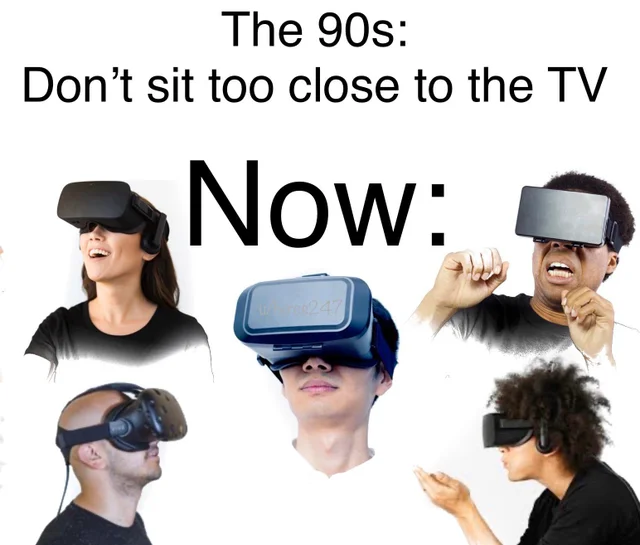 The 90s:
Don't sit too close to the TV
Now: